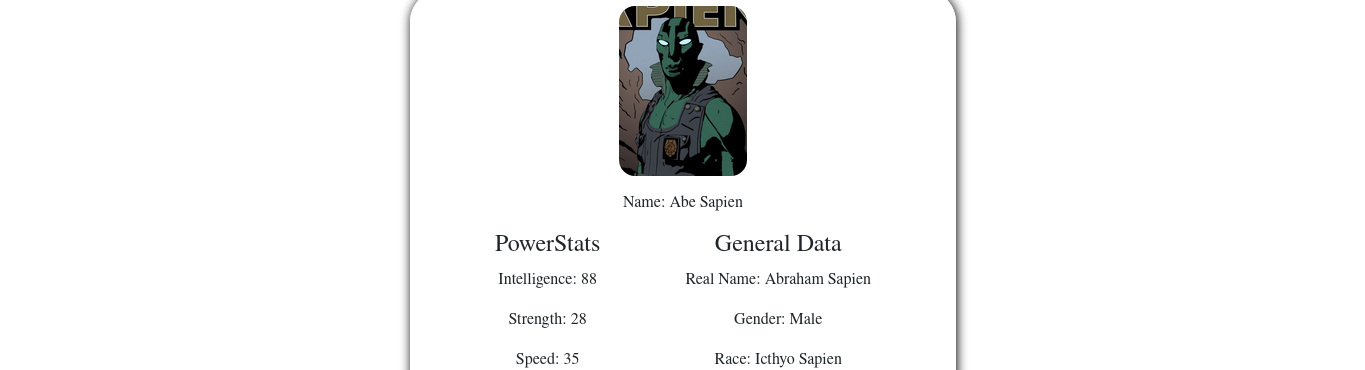 Name: Abe Sapien
PowerStats
Intelligence: 88
Strength: 28
Speed: 35
General Data
Real Name: Abraham Sapien
Gender: Male
Race: Icthyo Sapien